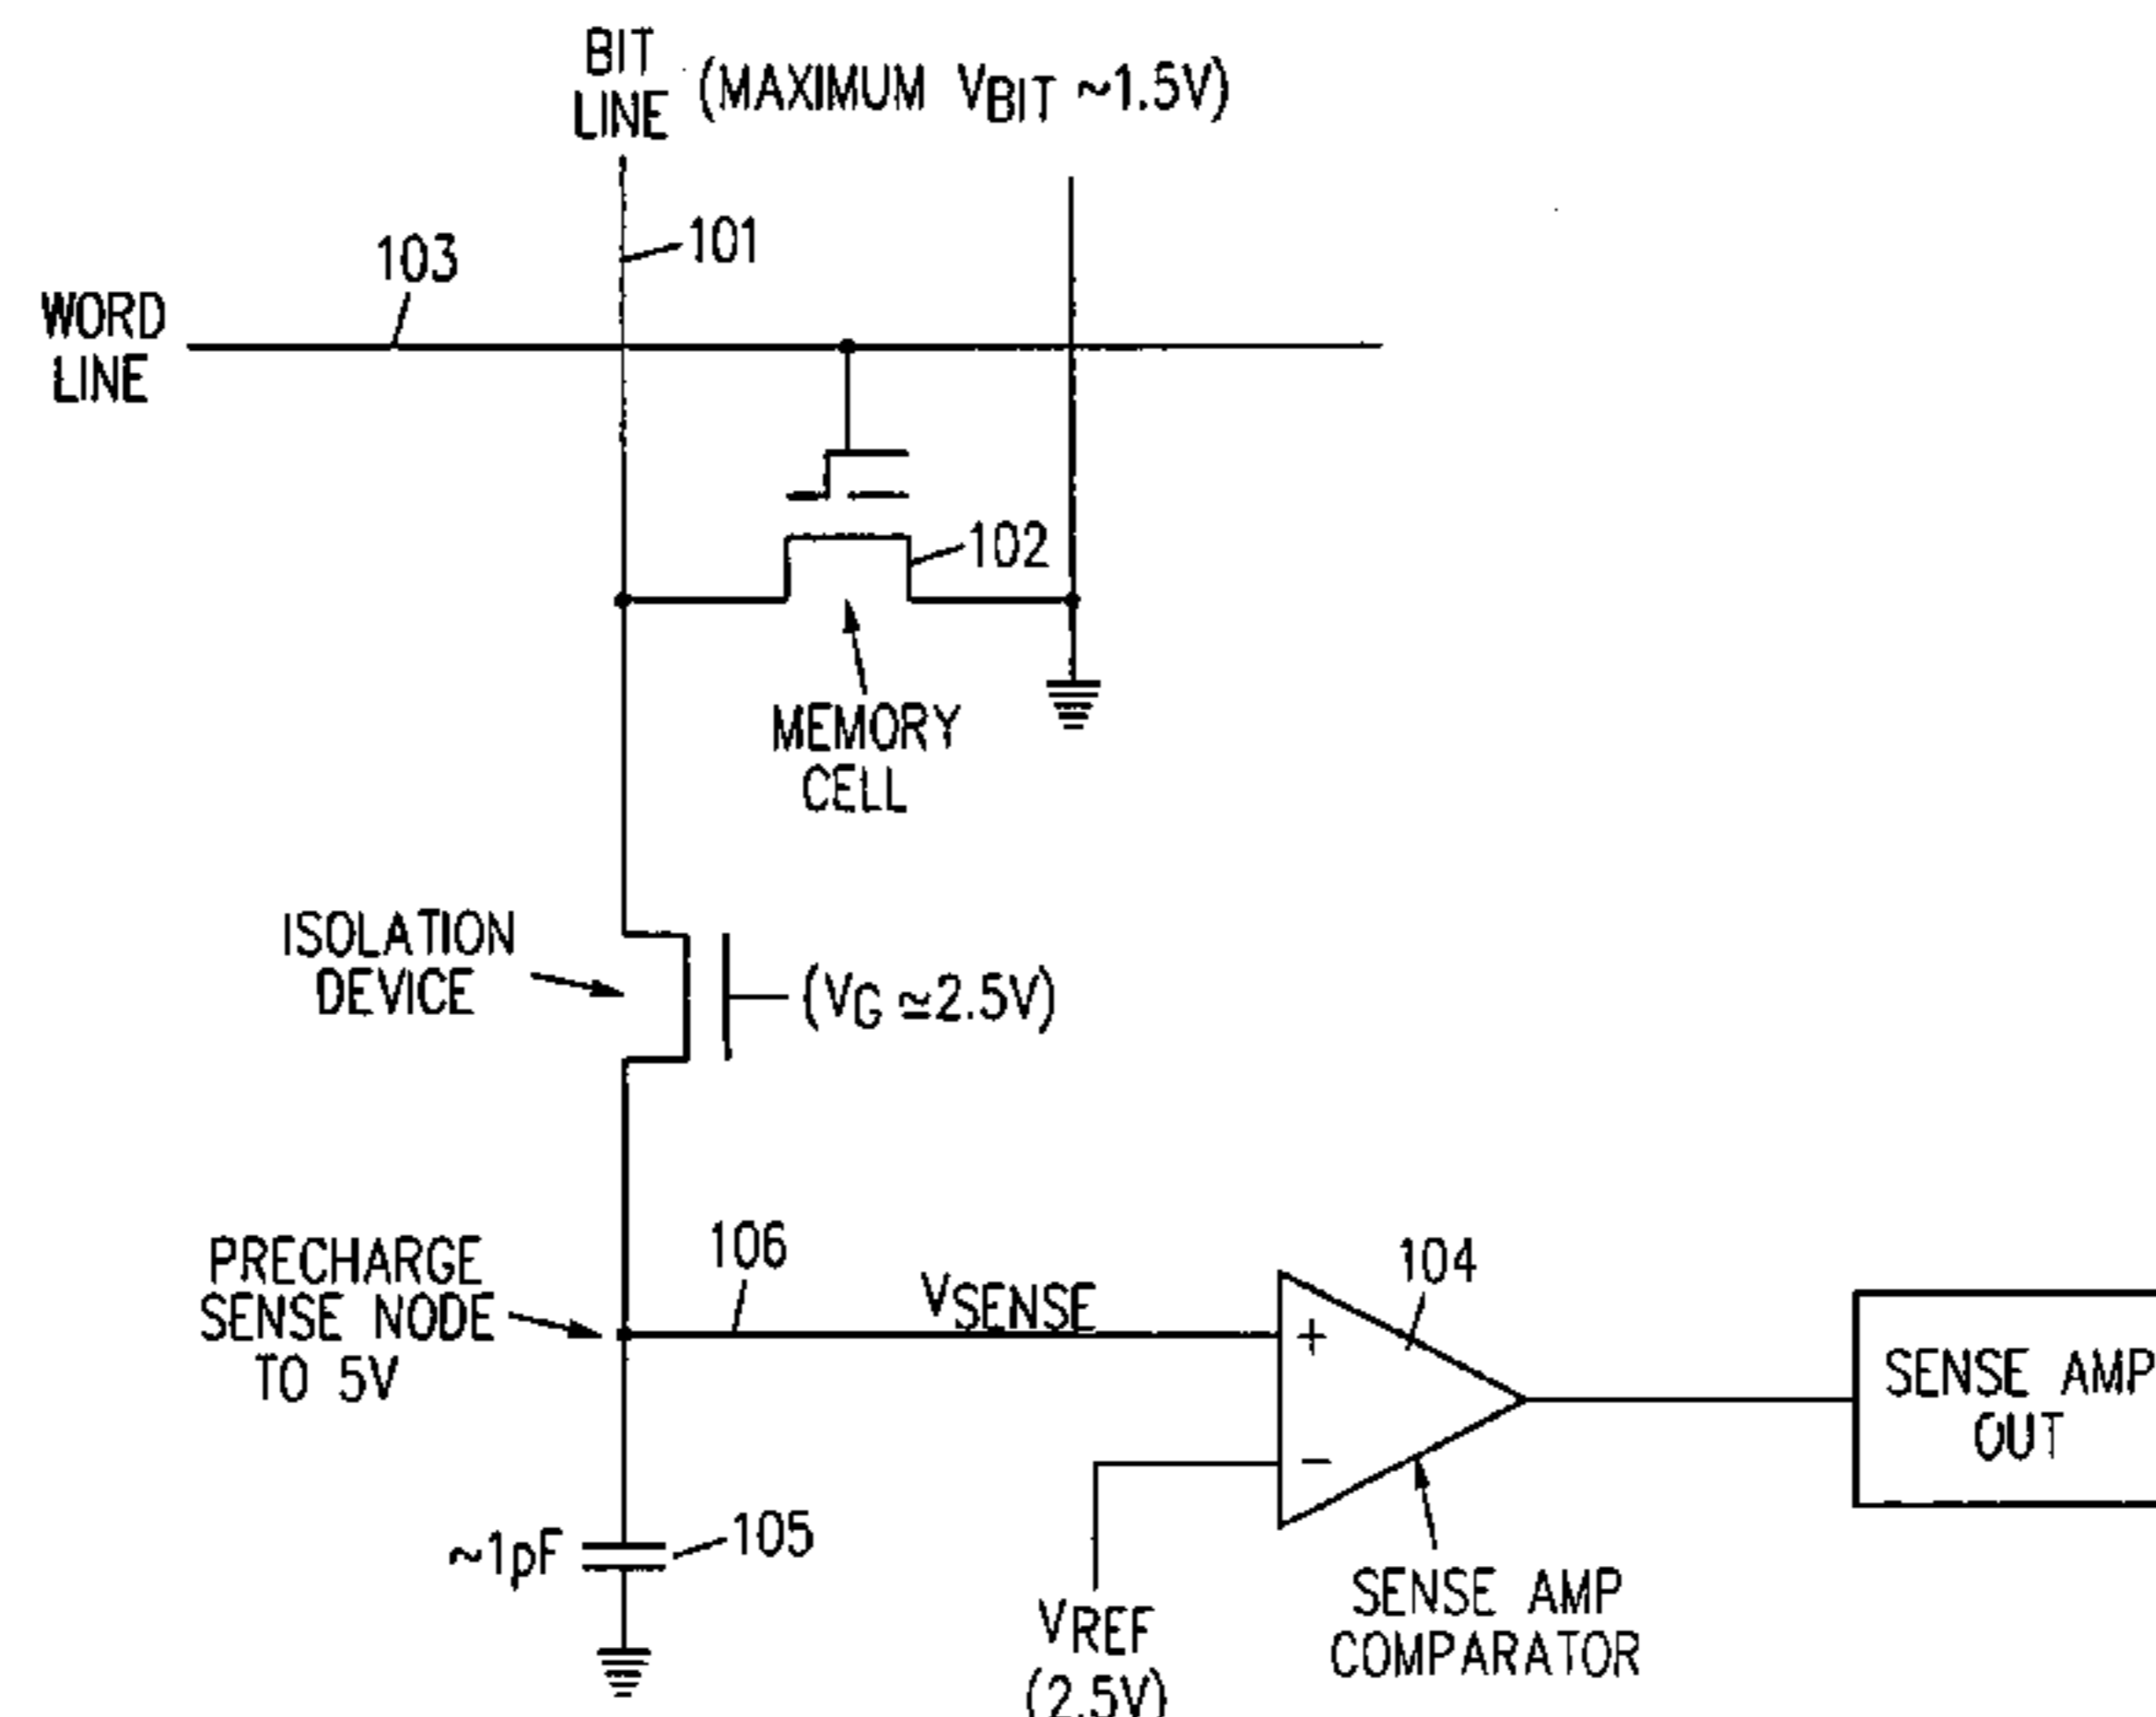 BIT
LINE
(MAXIMUM VBIT ~1.5V)
101
103
WORD
LINE
102
MEMORY
CELL
ISOLATION
DEVICE
(VG ≃2.5V)
PRECHARGE
SENSE NODE
TO 5V
106
VSENSE
104
+
−
SENSE AMP
OUT
~1pF
105
VREF
(2.5V)
SENSE AMP
COMPARATOR